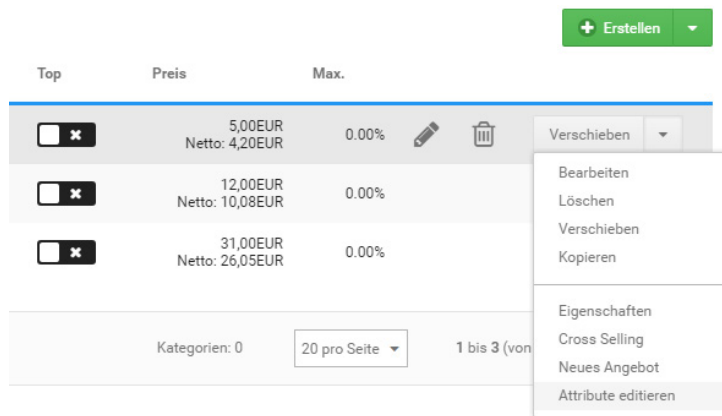 Erstellen
Top Preis Max.
5,00EUR
Netto: 4,20EUR
0.00%
Verschieben
12,00EUR
Netto: 10,08EUR
0.00%
31,00EUR
Netto: 26,05EUR
0.00%
Bearbeiten
Löschen
Verschieben
Kopieren
Eigenschaften
Cross Selling
Neues Angebot
Attribute editieren
Kategorien: 0
20 pro Seite
1 bis 3 (von